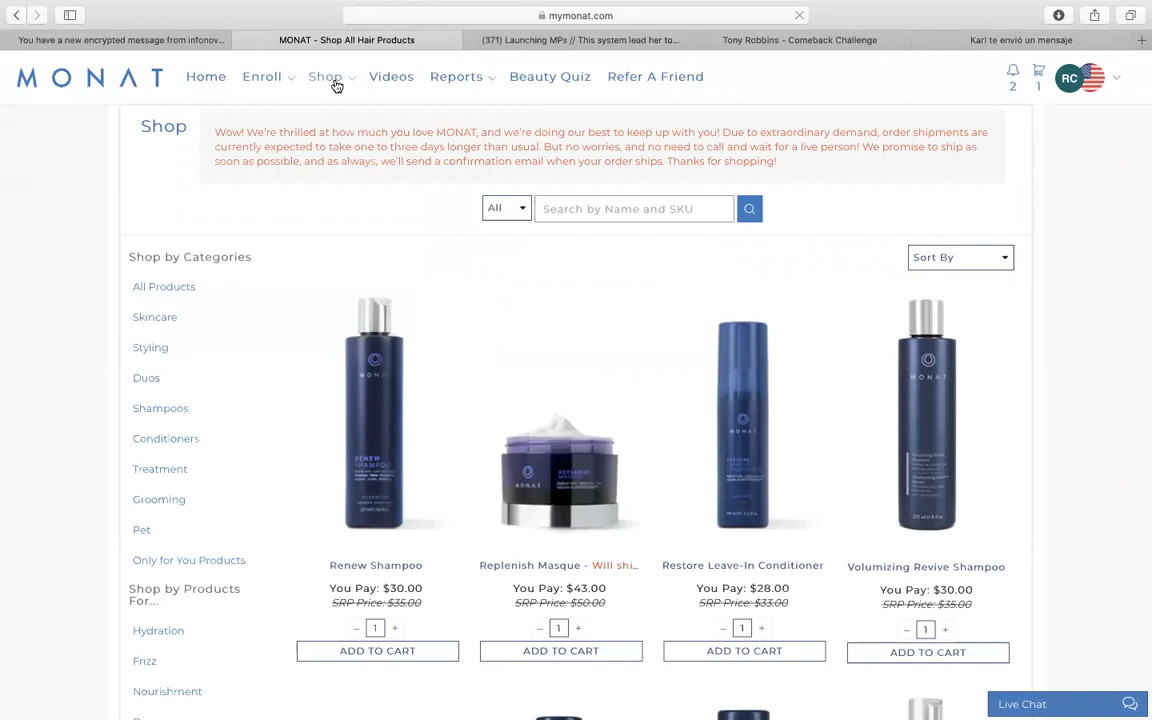 mymonat.com
You have a new encrypted message from infonov...
MONAT - Shop All Hair Products
(371) Launching MPs // This system lead her to...
Tony Robbins - Comeback Challenge
Karl te envió un mensaje
MONAT
Home
Enroll
Shop
Videos
Reports
Beauty Quiz
Refer A Friend
2
1
RC
Shop
Wow! We're thrilled at how much you love MONAT, and we're doing our best to keep up with you! Due to extraordinary demand, order shipments are
currently expected to take one to three days longer than usual. But no worries, and no need to call and wait for a live person! We promise to ship as
soon as possible, and as always, we'll send a confirmation email when your order ships. Thanks for shopping!
All
Search by Name and SKU
Shop by Categories
Sort By
All Products
Skincare
Styling
Duos
Shampoos
Conditioners
Treatment
Grooming
Pet
Only for You Products
Shop by Products
For...
Hydration
Frizz
Nourishment
MONAT
RENEW
SHAMPOO
MONAT
REPLENISH
MASQUE
MONAT
MONAT
Renew Shampoo
You Pay: $30.00
SRP Price: $35.00
– 1 +
ADD TO CART
Replenish Masque - Will shi...
You Pay: $43.00
SRP Price: $50.00
– 1 +
ADD TO CART
Restore Leave-In Conditioner
You Pay: $28.00
SRP Price: $33.00
– 1 +
ADD TO CART
Volumizing Revive Shampoo
You Pay: $30.00
SRP Price: $35.00
– 1 +
ADD TO CART
Live Chat